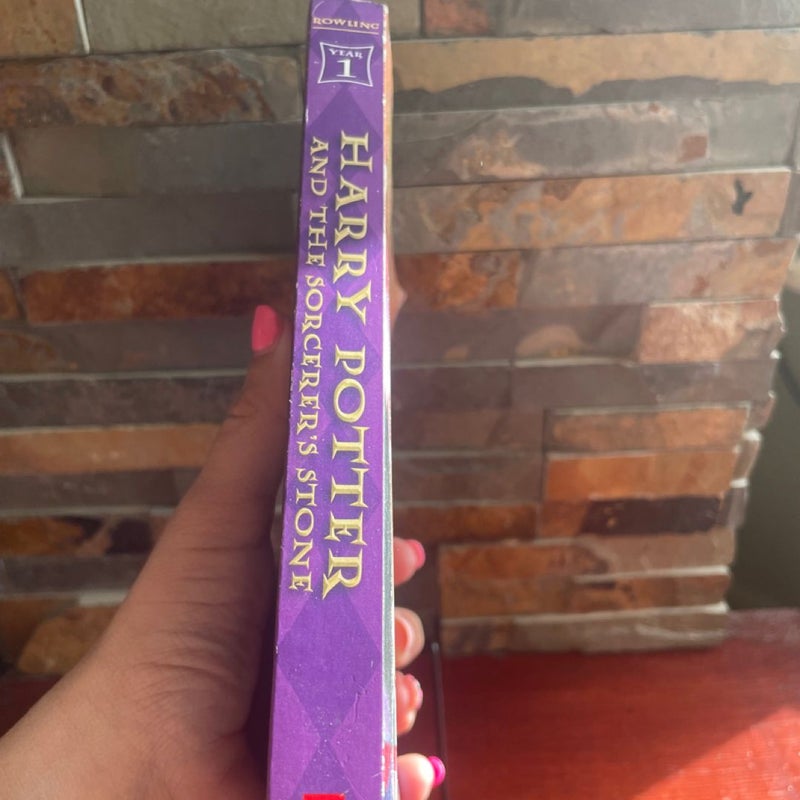 ROWLING
YEAR
1
HARRY POTTER
AND THE SORCERER'S STONE